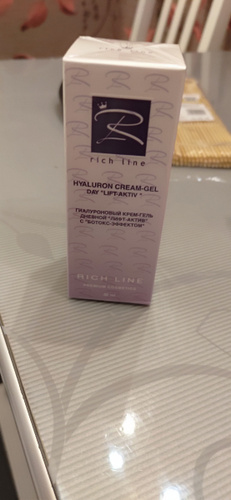 R
rich line
HYALURON CREAM-GEL
DAY "LIFT-AKTIV"
ГИАЛУРОНОВЫЙ КРЕМ-ГЕЛЬ
ДНЕВНОЙ "ЛИФТ-АКТИВ"
С "БОТОКС-ЭФФЕКТОМ"
RICH LINE